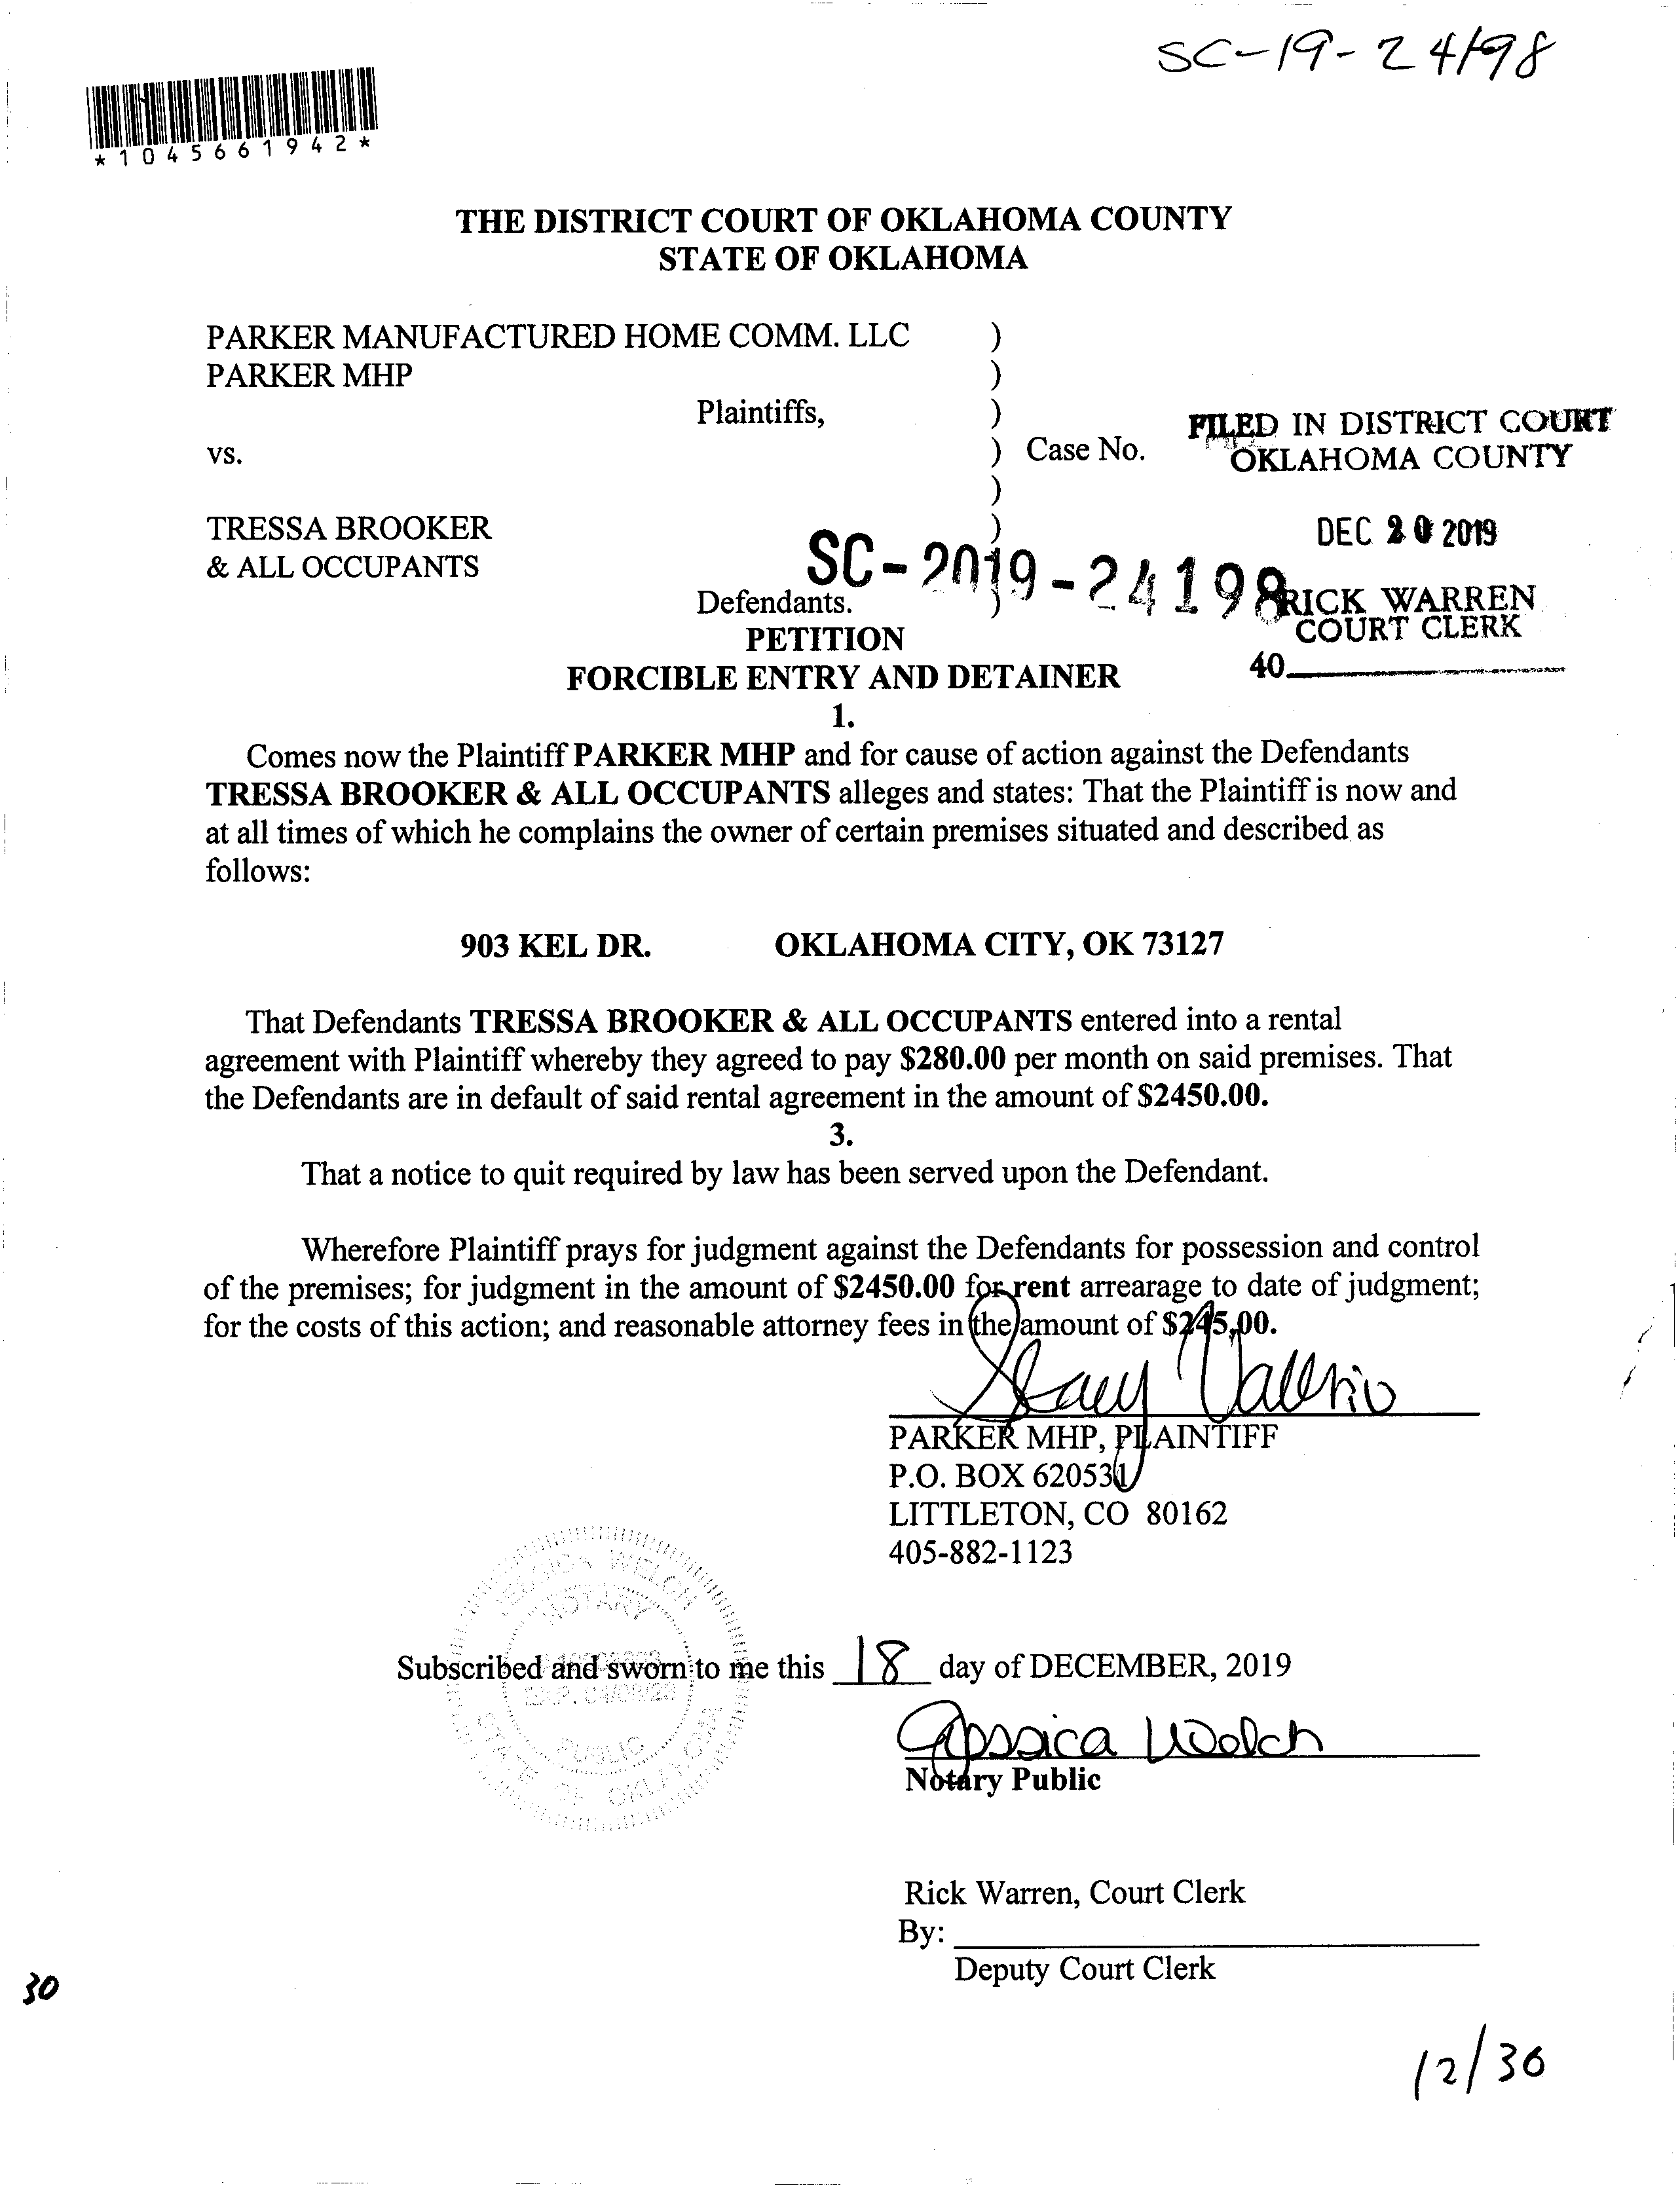 SC-19-24198
*1045661942*
THE DISTRICT COURT OF OKLAHOMA COUNTY
STATE OF OKLAHOMA
PARKER MANUFACTURED HOME COMM. LLC )
PARKER MHP )
Plaintiffs, )
FILED IN DISTRICT COURT
OKLAHOMA COUNTY
vs. ) Case No.
)
TRESSA BROOKER )
DEC 20 2019
& ALL OCCUPANTS
SC-2019-24198
Defendants. )
RICK WARREN
COURT CLERK
40
PETITION
FORCIBLE ENTRY AND DETAINER
1.
Comes now the Plaintiff PARKER MHP and for cause of action against the Defendants
TRESSA BROOKER & ALL OCCUPANTS alleges and states: That the Plaintiff is now and
at all times of which he complains the owner of certain premises situated and described as
follows:
903 KEL DR. OKLAHOMA CITY, OK 73127
That Defendants TRESSA BROOKER & ALL OCCUPANTS entered into a rental
agreement with Plaintiff whereby they agreed to pay $280.00 per month on said premises. That
the Defendants are in default of said rental agreement in the amount of $2450.00.
3.
That a notice to quit required by law has been served upon the Defendant.
Wherefore Plaintiff prays for judgment against the Defendants for possession and control
of the premises; for judgment in the amount of $2450.00 for rent arrearage to date of judgment;
for the costs of this action; and reasonable attorney fees in the amount of $245.00.
Stacy Vallerio
PARKER MHP, PLAINTIFF
P.O. BOX 620531
LITTLETON, CO 80162
405-882-1123
JESSICA WELCH
NOTARY
EXP. 04/09/23
PUBLIC
STATE OF OKLAHOMA
Subscribed and sworn to me this 18 day of DECEMBER, 2019
Jessica Welch
Notary Public
Rick Warren, Court Clerk
By:
Deputy Court Clerk
30
12/30